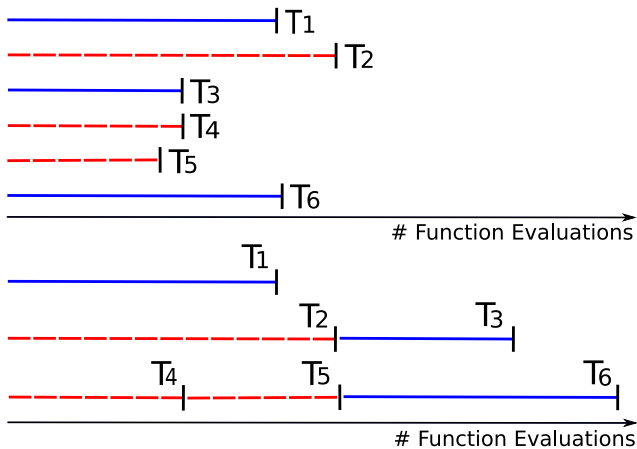 T1
T2
T3
T4
T5
T6
# Function Evaluations
T1
T2 T3
T4 T5 T6
# Function Evaluations